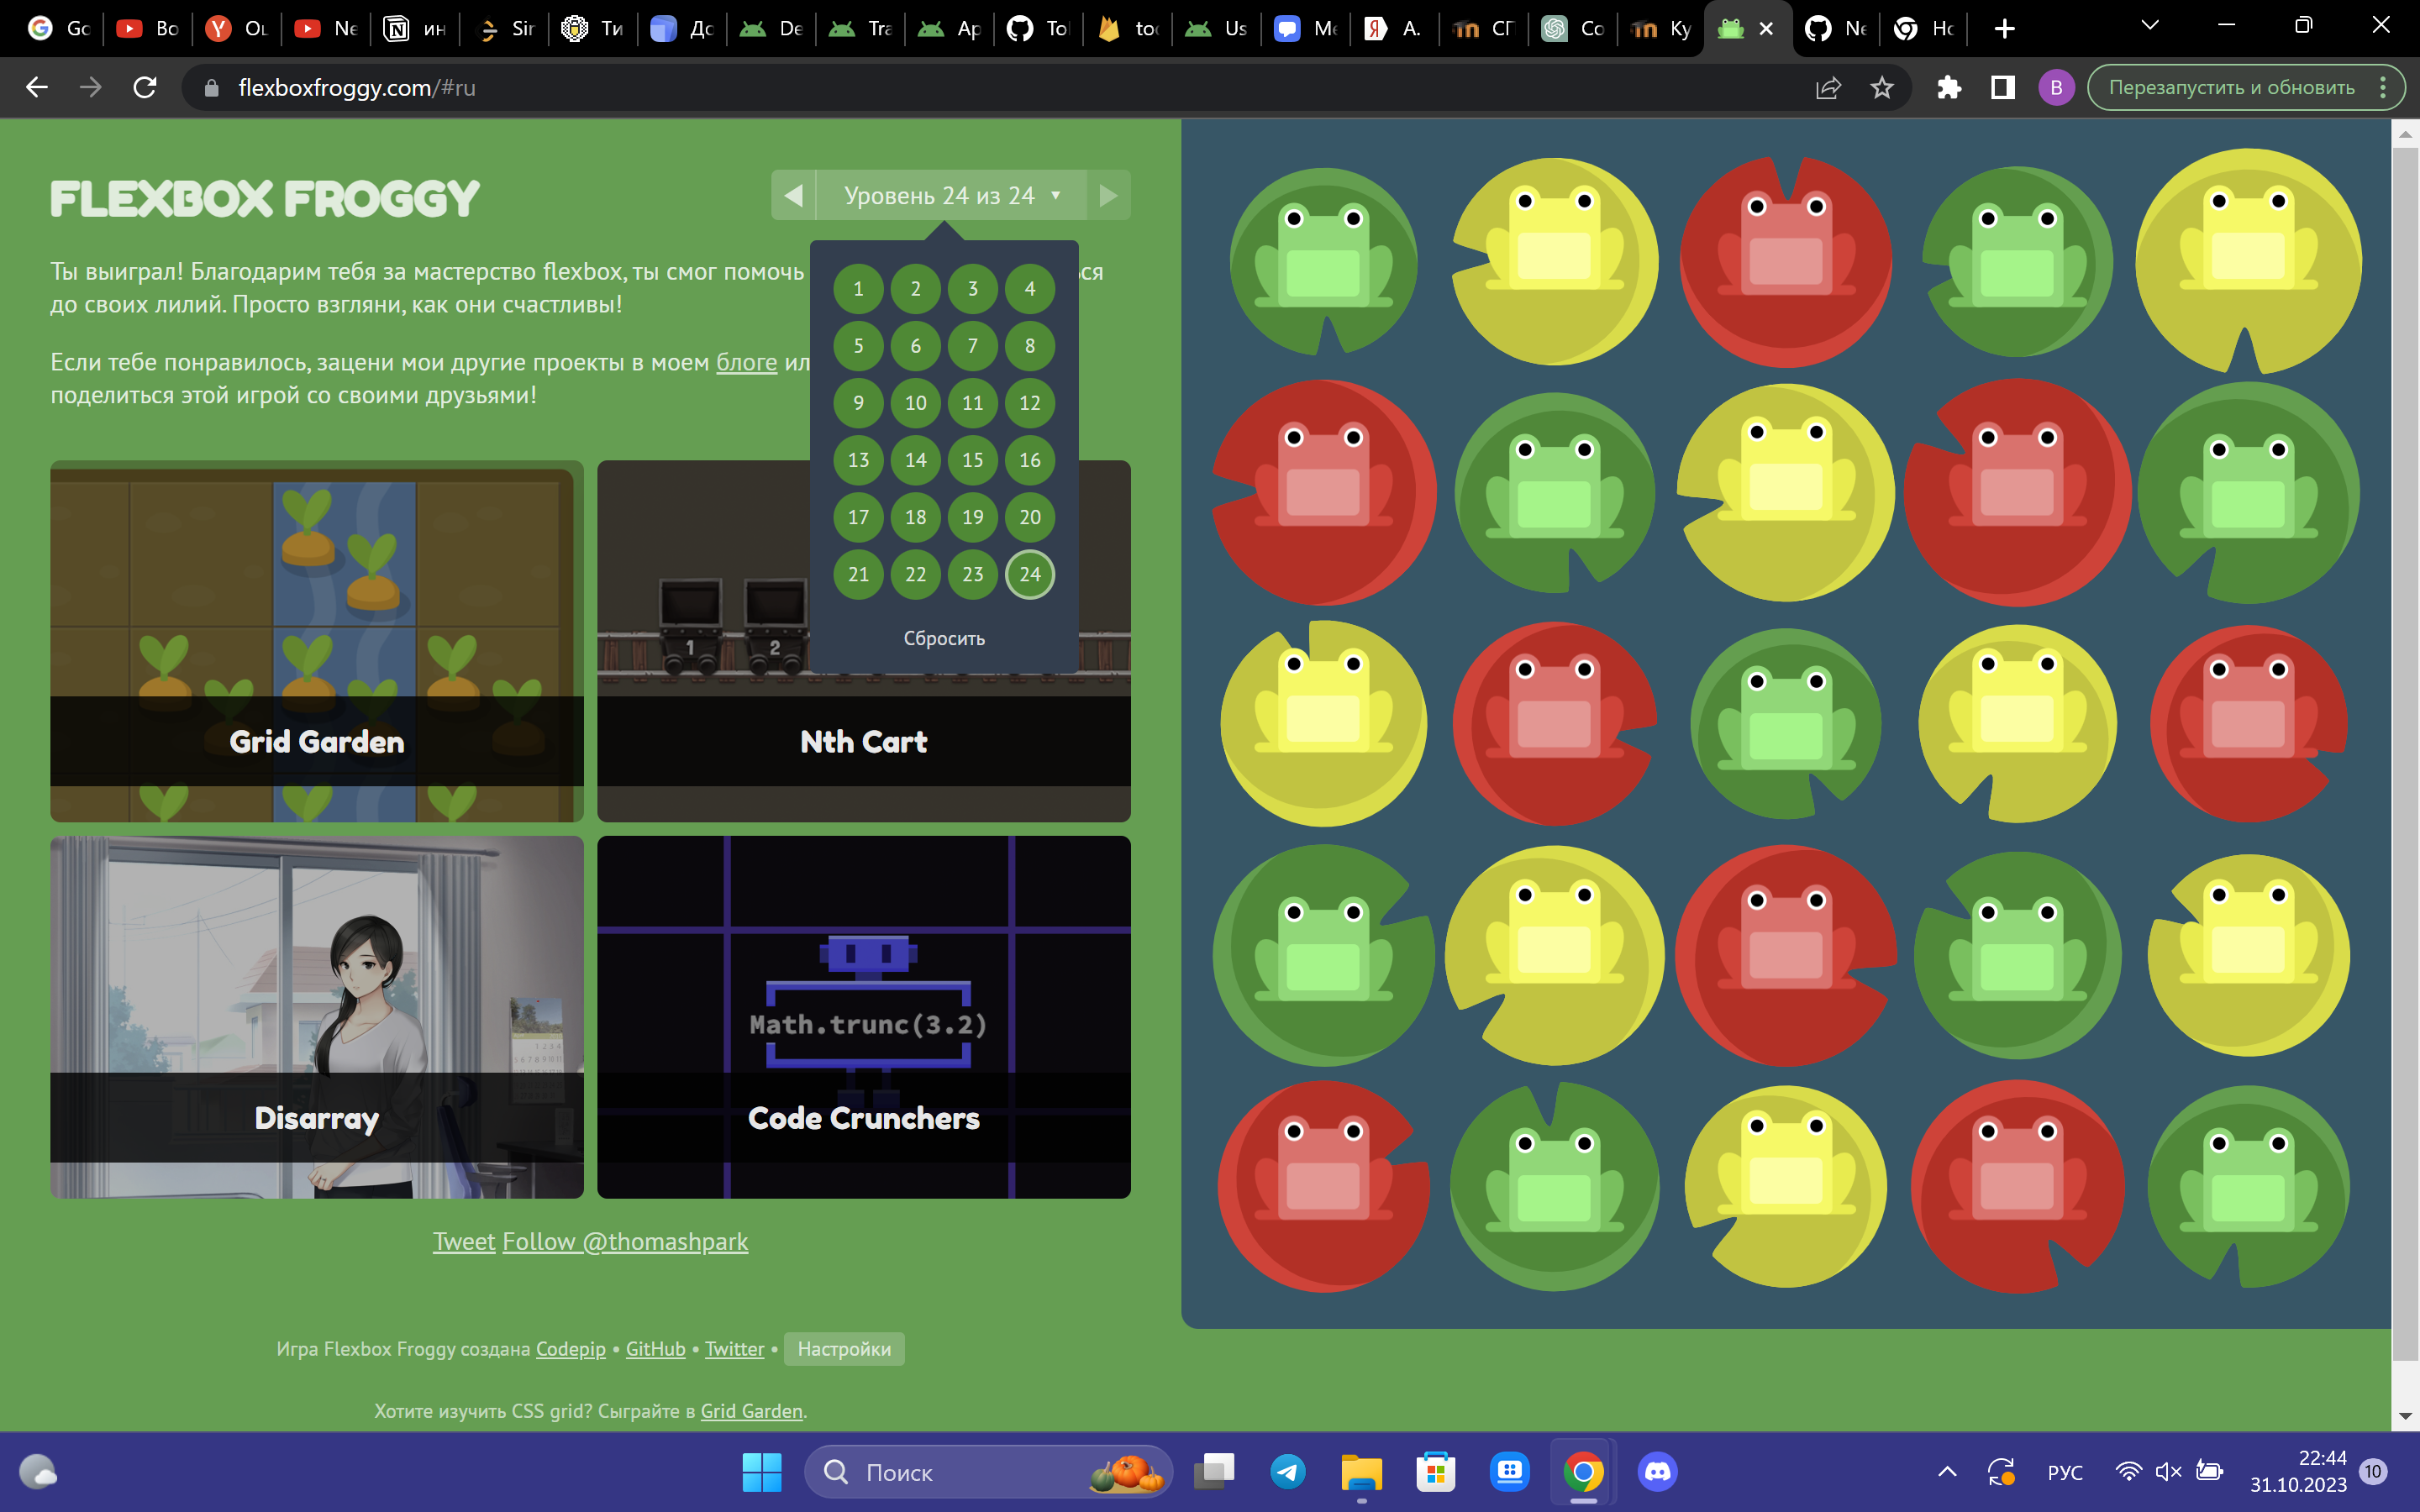 Gc
Bo
Oц
Ne
ин
Sir
Ти
Дс
De
Tra
Ap
To
toc
Us
Me
A.
СГ
Co
Ку
Ne
Нс
flexboxfroggy.com/#ru
B
Перезапустить и обновить
FLEXBOX FROGGY
Уровень 24 из 24
Ты выиграл! Благодарим тебя за мастерство flexbox, ты смог помочь ся
до своих лилий. Просто взгляни, как они счастливы!
Если тебе понравилось, зацени мои другие проекты в моем блоге ил
поделиться этой игрой со своими друзьями!
1 2 3 4
5 6 7 8
9 10 11 12
13 14 15 16
17 18 19 20
21 22 23 24
Сбросить
1 2
Grid Garden
Nth Cart
Math.trunc(3.2)
Disarray
Code Crunchers
Tweet Follow @thomashpark
Игра Flexbox Froggy создана Codepip • GitHub • Twitter • Настройки
Хотите изучить CSS grid? Сыграйте в Grid Garden.
Поиск
РУС
22:44
31.10.2023
10